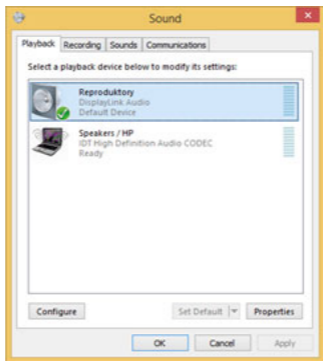 Sound
Playback Recording Sounds Communications
Select a playback device below to modify its settings:
Reproduktory
DisplayLink Audio
Default Device
Speakers / HP
IDT High Definition Audio CODEC
Ready
Configure Set Default Properties
OK Cancel Apply